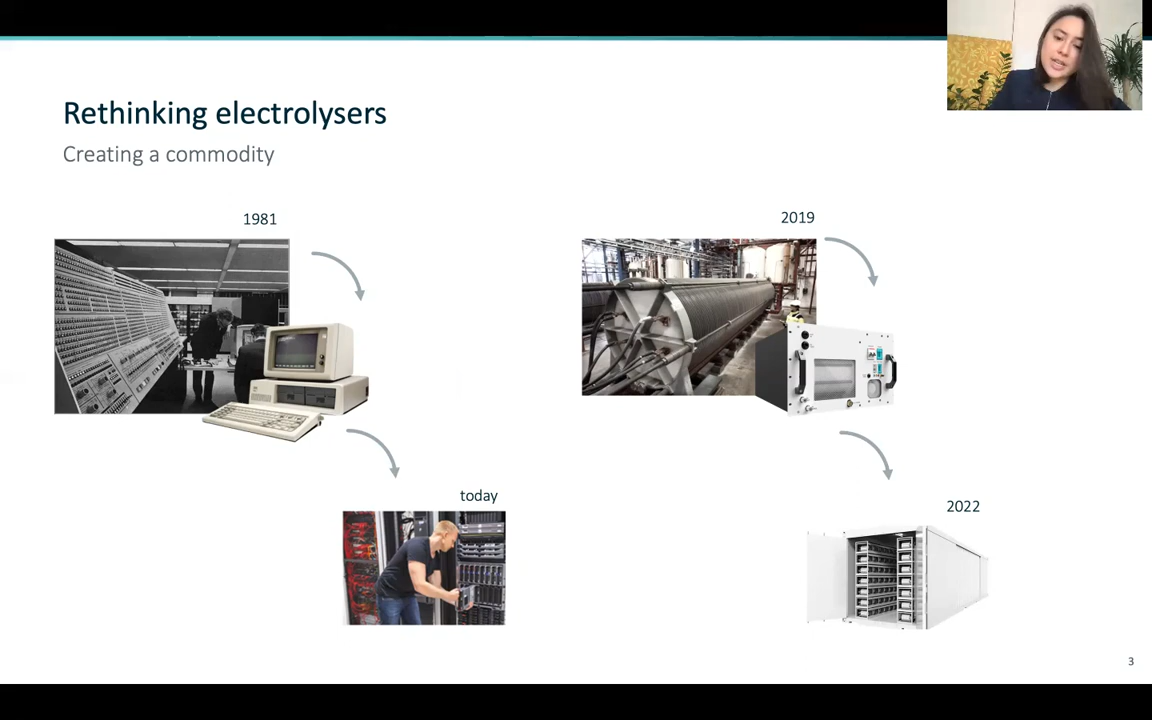 Rethinking electrolysers
Creating a commodity
1981
2019
today
2022
3